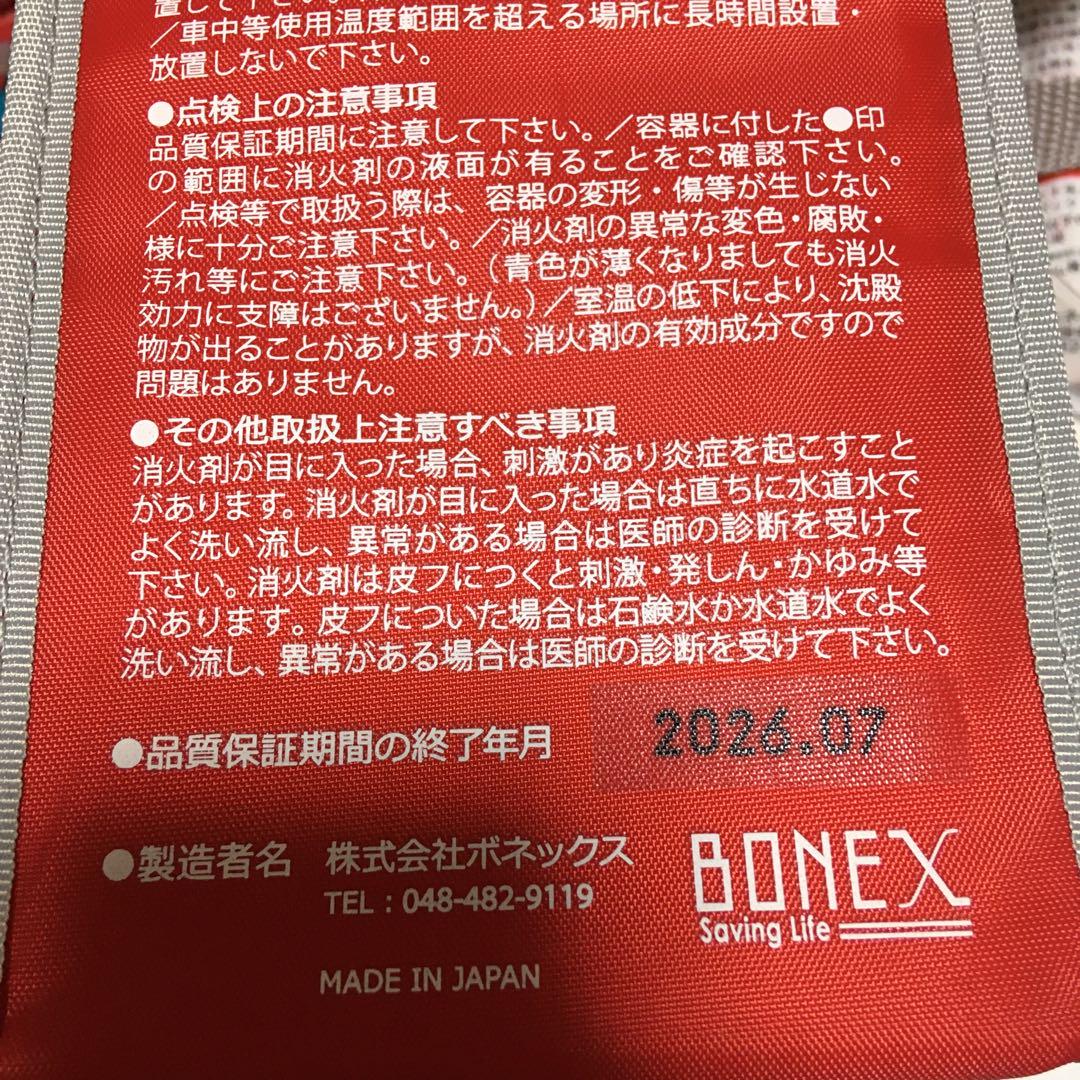 置して下さい。
／車中等使用温度範囲を超える場所に長時間設置・
放置しないで下さい。
●点検上の注意事項
品質保証期間に注意して下さい。／容器に付した●印
の範囲に消火剤の液面が有ることをご確認下さい。
／点検等で取扱う際は、容器の変形・傷等が生じない
様に十分ご注意下さい。／消火剤の異常な変色・腐敗・
汚れ等にご注意下さい。（青色が薄くなりましても消火
効力に支障はございません。）／室温の低下により、沈殿
物が出ることがありますが、消火剤の有効成分ですので
問題はありません。
●その他取扱上注意すべき事項
消火剤が目に入った場合、刺激があり炎症を起こすこと
があります。消火剤が目に入った場合は直ちに水道水で
よく洗い流し、異常がある場合は医師の診断を受けて
下さい。消火剤は皮フにつくと刺激・発しん・かゆみ等
があります。皮フについた場合は石鹸水か水道水でよく
洗い流し、異常がある場合は医師の診断を受けて下さい。
●品質保証期間の終了年月 2026.07
●製造者名 株式会社ボネックス
TEL : 048-482-9119
BONEX
Saving Life
MADE IN JAPAN